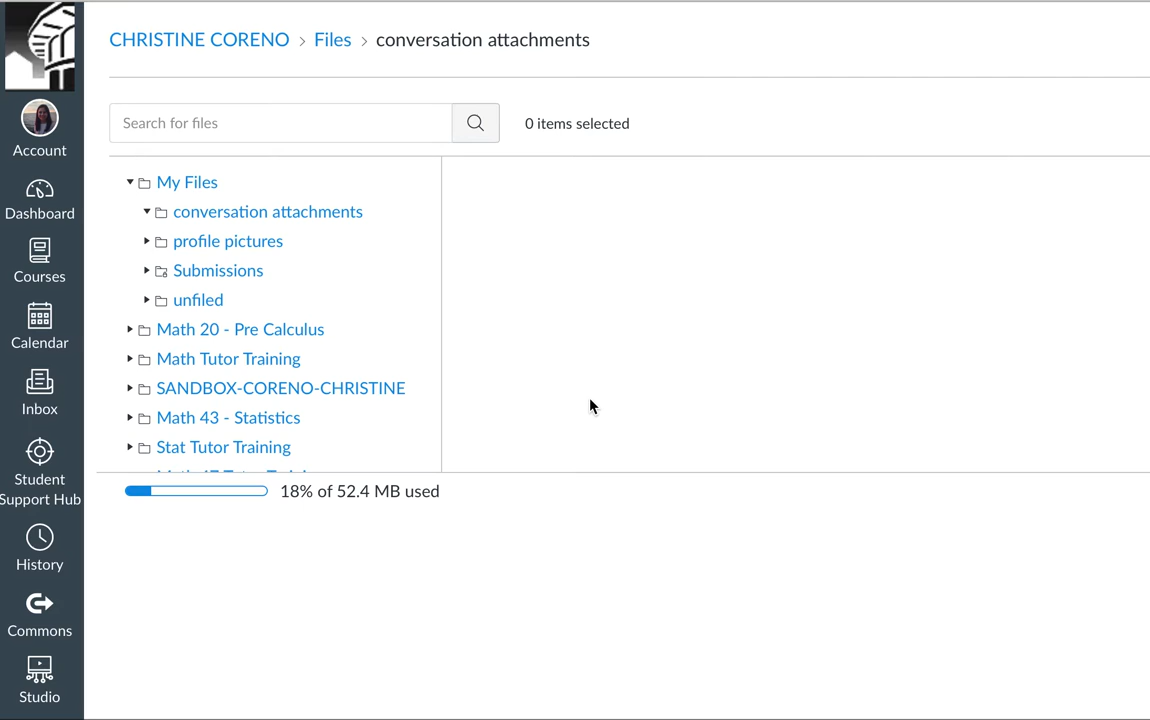 CHRISTINE CORENO > Files > conversation attachments
Search for files
0 items selected
Account
Dashboard
Courses
Calendar
Inbox
Student
Support Hub
History
Commons
Studio
My Files
conversation attachments
profile pictures
Submissions
unfiled
Math 20 - Pre Calculus
Math Tutor Training
SANDBOX-CORENO-CHRISTINE
Math 43 - Statistics
Stat Tutor Training
18% of 52.4 MB used